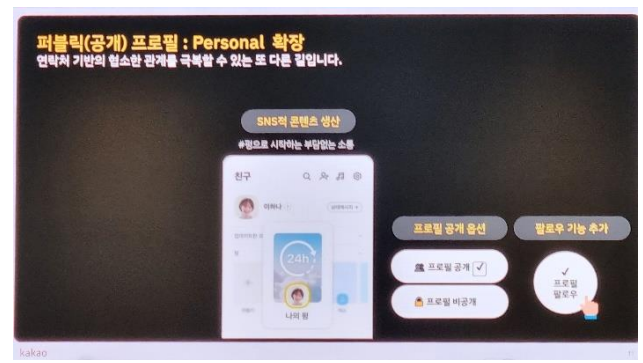 퍼블릭(공개) 프로필 : Personal 확장
연락처 기반의 협소한 관계를 극복할 수 있는 또 다른 길입니다.
SNS적 콘텐츠 생산
#펑으로 시작하는 부담없는 소통
친구
24h
나의 펑
프로필 공개 옵션
팔로우 기능 추가
프로필 공개
프로필 비공개
프로필
팔로우
kakao